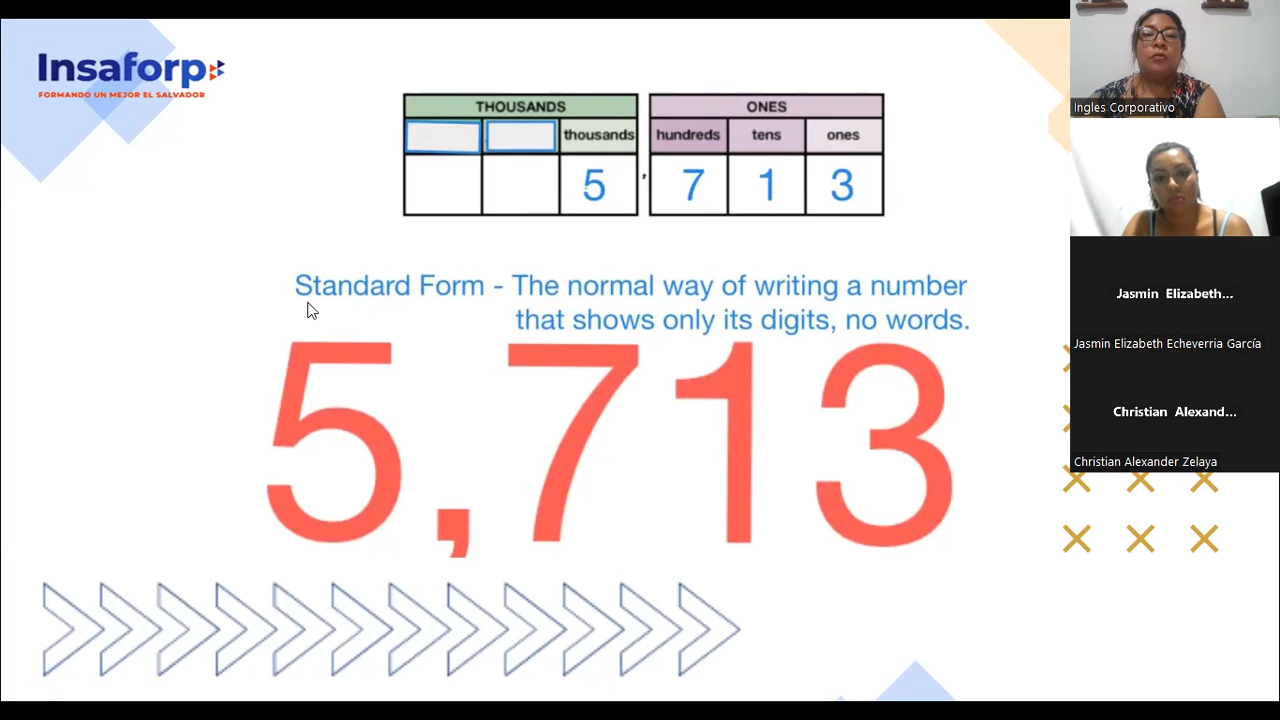 Insaforp
FORMANDO UN MEJOR EL SALVADOR
THOUSANDS ONES
thousands hundreds tens ones
5 , 7 1 3
Standard Form - The normal way of writing a number
that shows only its digits, no words.
5,713
Ingles Corporativo
Jasmin Elizabeth...
Jasmin Elizabeth Echeverria García
Christian Alexand...
Christian Alexander Zelaya